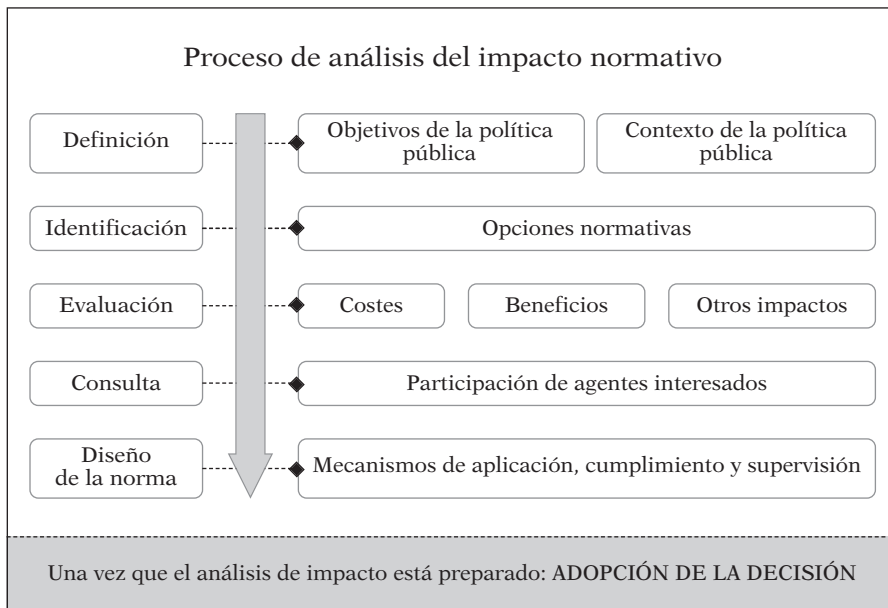 Proceso de análisis del impacto normativo
Definición
Objetivos de la política
pública
Contexto de la política
pública
Identificación
Opciones normativas
Evaluación
Costes
Beneficios
Otros impactos
Consulta
Participación de agentes interesados
Diseño
de la norma
Mecanismos de aplicación, cumplimiento y supervisión
Una vez que el análisis de impacto está preparado: ADOPCIÓN DE LA DECISIÓN